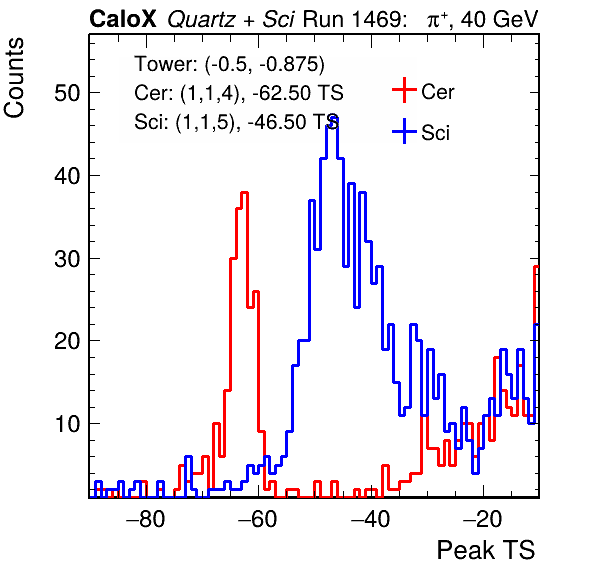 CaloX Quartz + Sci Run 1469: π+, 40 GeV
Counts
Tower: (-0.5, -0.875)
Cer: (1,1,4), -62.50 TS
Sci: (1,1,5), -46.50 TS
Cer
Sci
50
40
30
20
10
−80 −60 −40 −20
Peak TS